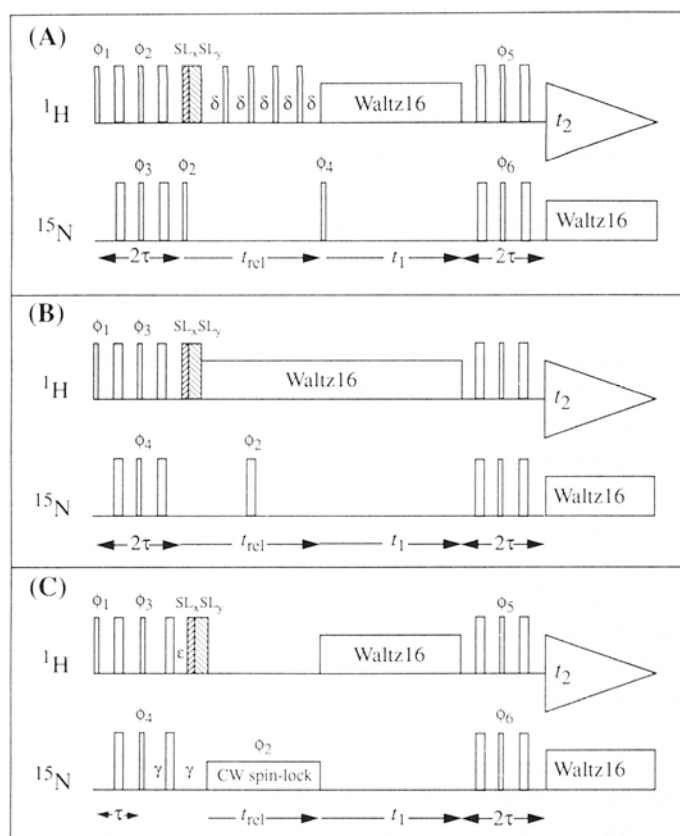 (A)
ϕ1 ϕ2 SLxSLy ϕ5
1H δ δ δ δ δ Waltz16 t2
ϕ3 ϕ2 ϕ4 ϕ6
15N Waltz16
2τ trel t1 2τ
(B)
ϕ1 ϕ3 SLxSLy
1H Waltz16 t2
ϕ4 ϕ2
15N Waltz16
2τ trel t1 2τ
(C)
ϕ1 ϕ3 SLxSLy ϕ5
1H ε Waltz16 t2
ϕ4 ϕ2 ϕ6
15N γ γ CW spin-lock Waltz16
τ trel t1 2τ